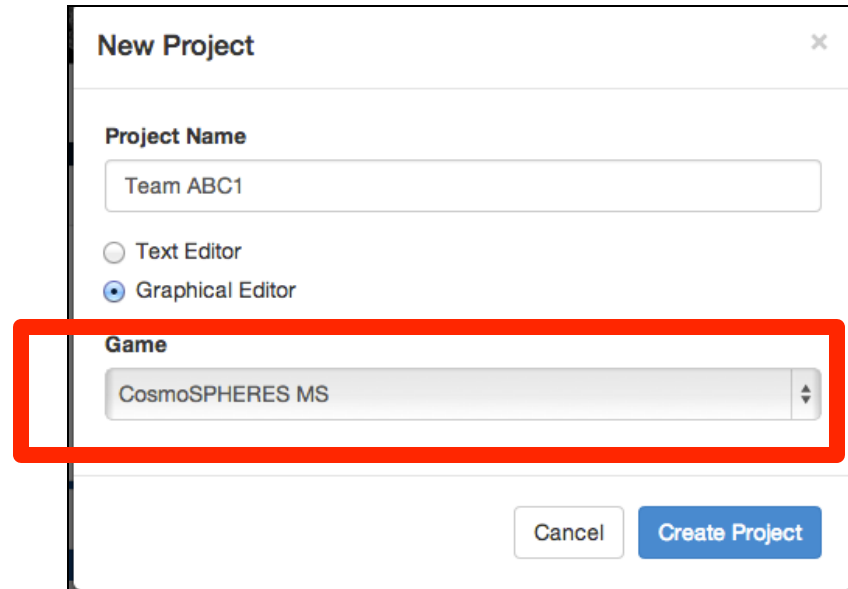 New Project ×
Project Name
Team ABC1
Text Editor
Graphical Editor
Game
CosmoSPHERES MS
Cancel Create Project